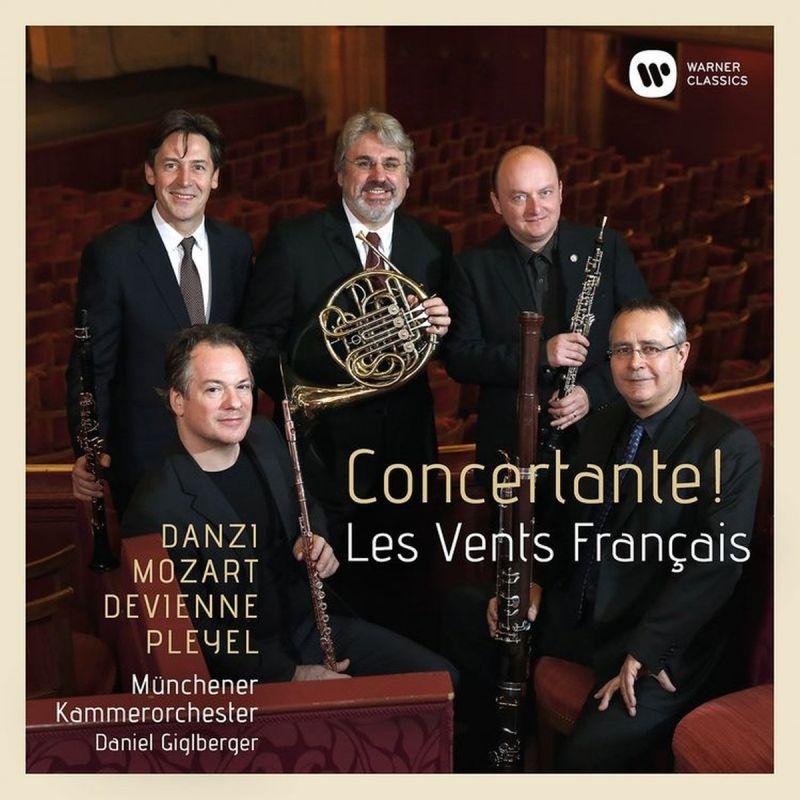 WARNER
CLASSICS
Concertante!
Les Vents Français
DANZI
MOZART
DEVIENNE
PLEYEL
Münchener
Kammerorchester
Daniel Giglberger